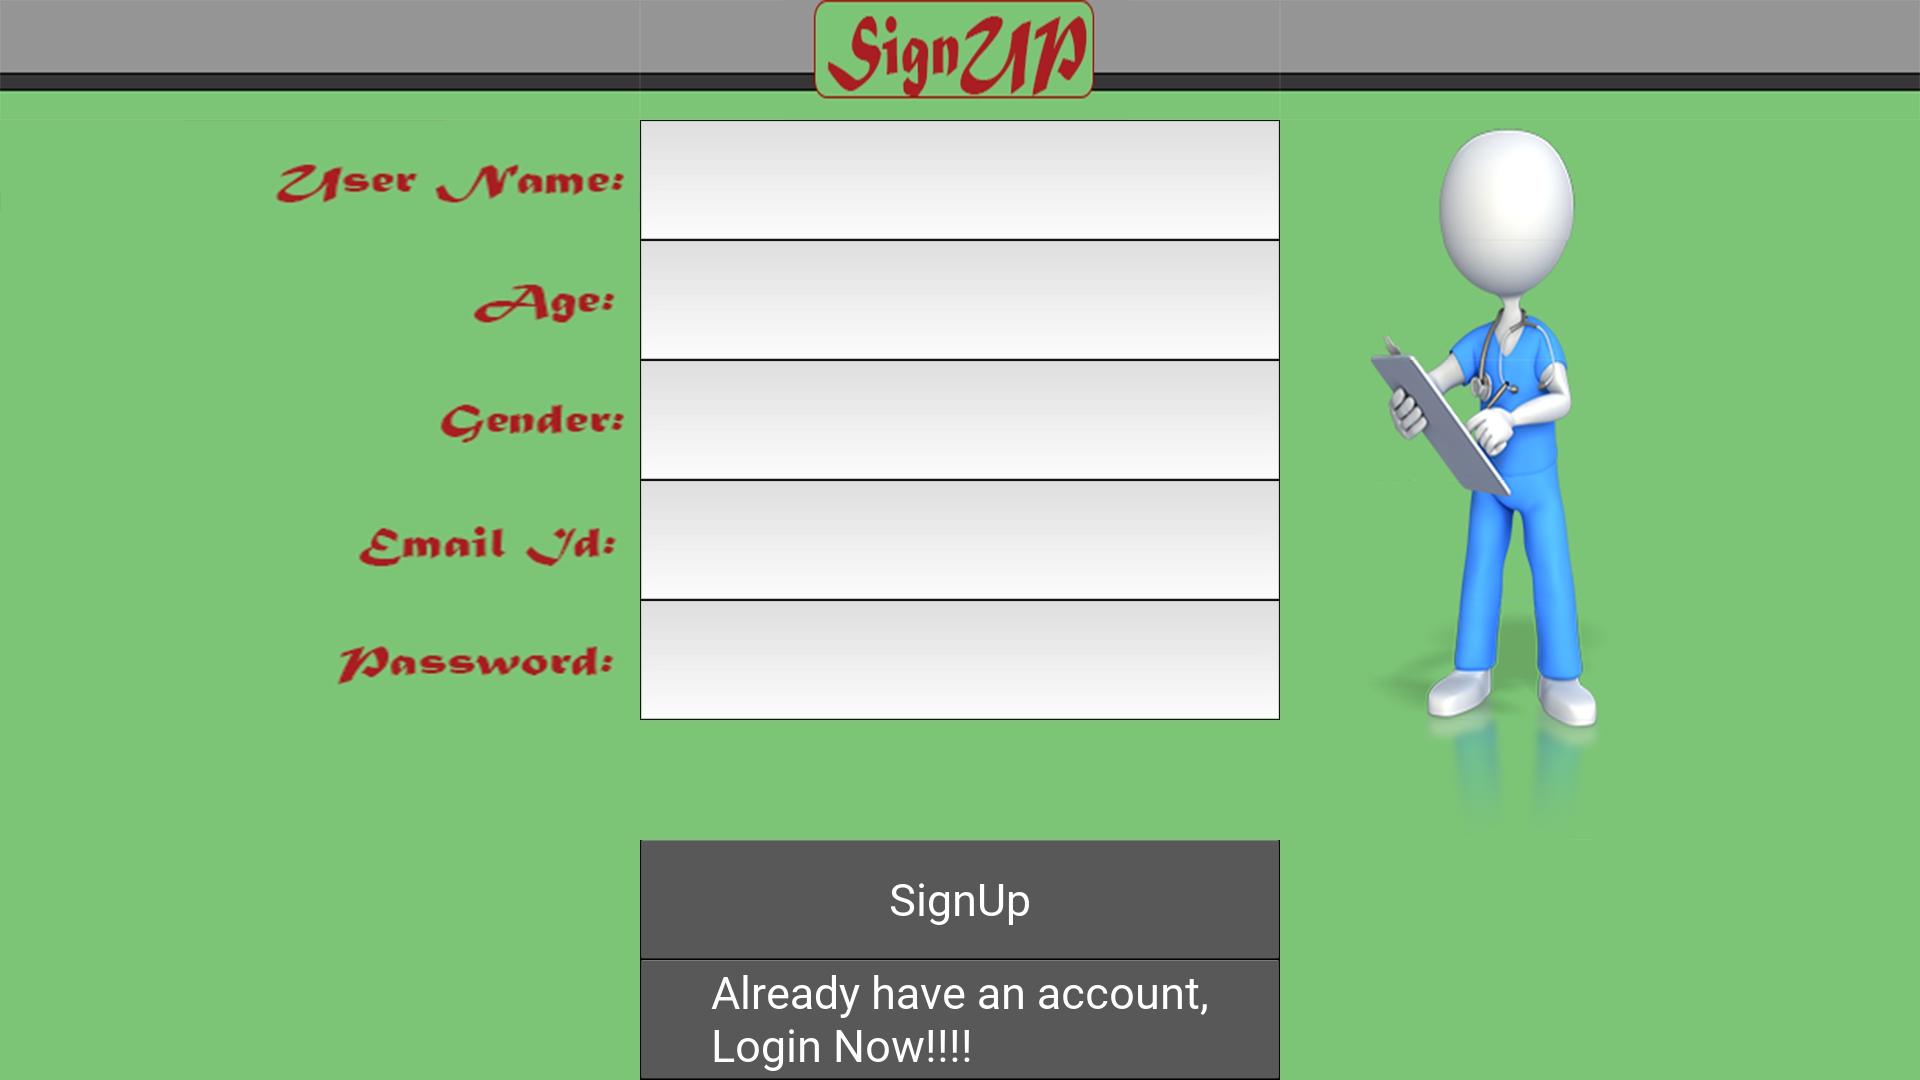 SignUP
User Name:
Age:
Gender:
Email Id:
Password:
SignUp
Already have an account,
Login Now!!!!